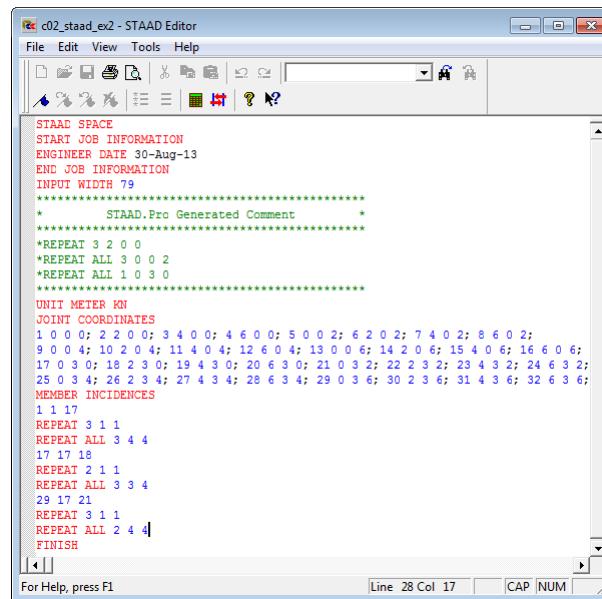 c02_staad_ex2 - STAAD Editor
File Edit View Tools Help
STAAD SPACE
START JOB INFORMATION
ENGINEER DATE 30-Aug-13
END JOB INFORMATION
INPUT WIDTH 79
***********************************************
* STAAD.Pro Generated Comment *
***********************************************
*REPEAT 3 2 0 0
*REPEAT ALL 3 0 0 2
*REPEAT ALL 1 0 3 0
***********************************************
UNIT METER KN
JOINT COORDINATES
1 0 0 0; 2 2 0 0; 3 4 0 0; 4 6 0 0; 5 0 0 2; 6 2 0 2; 7 4 0 2; 8 6 0 2;
9 0 0 4; 10 2 0 4; 11 4 0 4; 12 6 0 4; 13 0 0 6; 14 2 0 6; 15 4 0 6; 16 6 0 6;
17 0 3 0; 18 2 3 0; 19 4 3 0; 20 6 3 0; 21 0 3 2; 22 2 3 2; 23 4 3 2; 24 6 3 2;
25 0 3 4; 26 2 3 4; 27 4 3 4; 28 6 3 4; 29 0 3 6; 30 2 3 6; 31 4 3 6; 32 6 3 6;
MEMBER INCIDENCES
1 1 17
REPEAT 3 1 1
REPEAT ALL 3 4 4
17 17 18
REPEAT 2 1 1
REPEAT ALL 3 3 4
29 17 21
REPEAT 3 1 1
REPEAT ALL 2 4 4
FINISH
For Help, press F1 Line 28 Col 17 CAP NUM